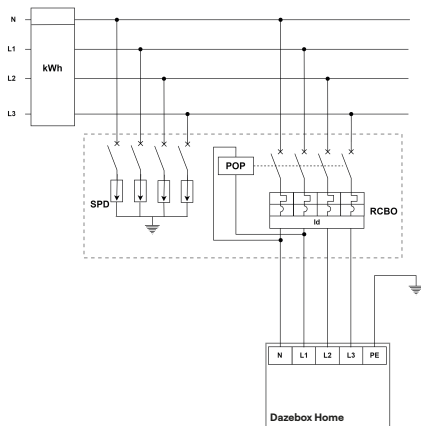 N
L1
kWh
L2
L3
POP
SPD
RCBO
Id
N L1 L2 L3 PE
Dazebox Home